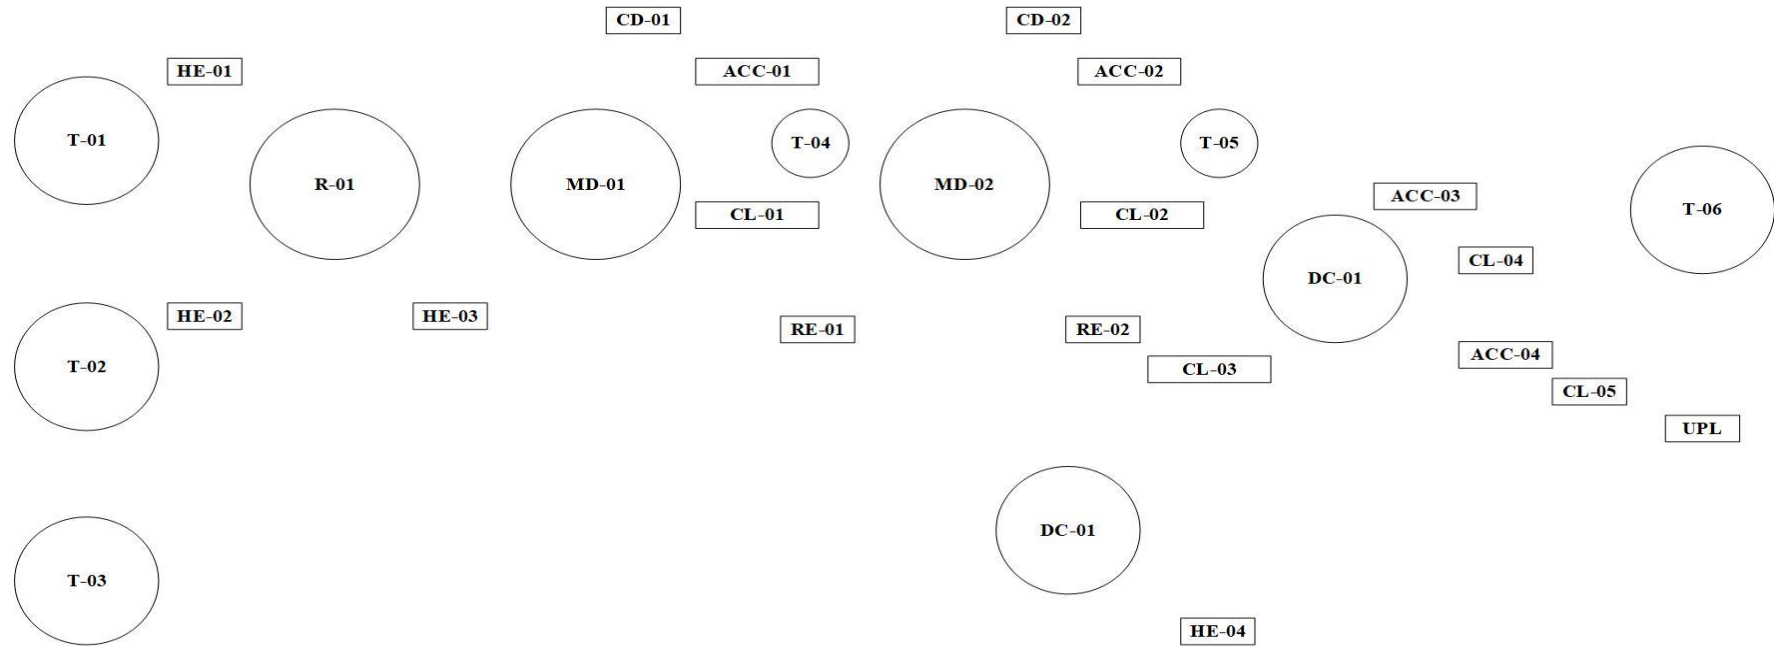 CD-01
CD-02
HE-01
ACC-01
ACC-02
T-01
T-04
T-05
R-01
MD-01
MD-02
ACC-03
T-06
CL-01
CL-02
CL-04
DC-01
HE-02
HE-03
RE-01
RE-02
ACC-04
T-02
CL-03
CL-05
UPL
DC-01
T-03
HE-04